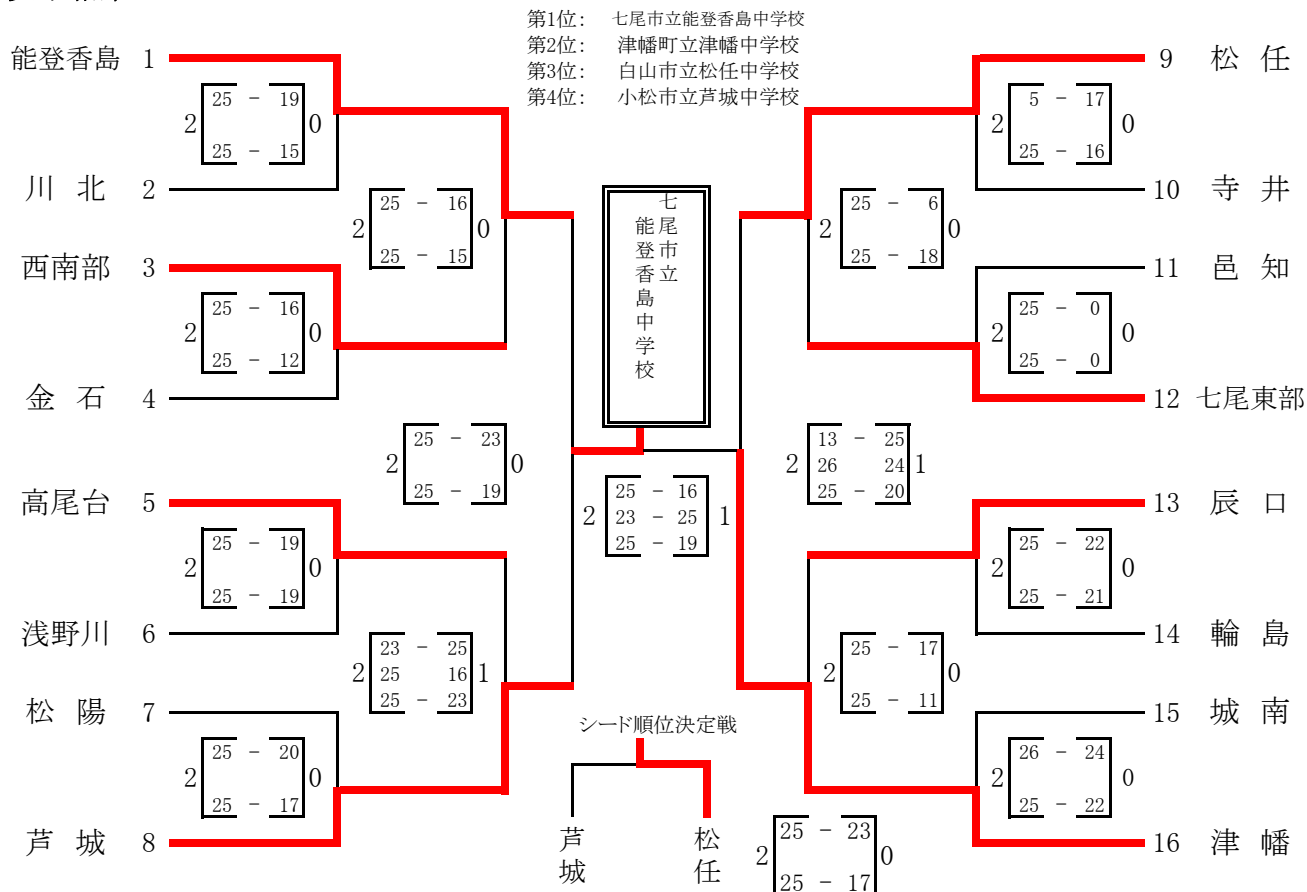 第1位: 七尾市立能登香島中学校
第2位: 津幡町立津幡中学校
第3位: 白山市立松任中学校
第4位: 小松市立芦城中学校
能登香島 1
2 25 - 19 0
25 - 15
川北 2
2 25 - 16 0
25 - 15
西南部 3
2 25 - 16 0
25 - 12
金石 4
2 25 - 23 0
25 - 19
高尾台 5
2 25 - 19 0
25 - 19
浅野川 6
2 23 - 25 1
25 16
25 - 23
松陽 7
2 25 - 20 0
25 - 17
芦城 8
七尾市立
能登香島中学校
2 25 - 16 1
23 - 25
25 - 19
シード順位決定戦
芦城 松任
2 25 - 23 0
25 - 17
9 松任
2 5 - 17 0
25 - 16
10 寺井
2 25 - 6 0
25 - 18
11 邑知
2 25 - 0 0
25 - 0
12 七尾東部
2 13 - 25 1
26 24
25 - 20
13 辰口
2 25 - 22 0
25 - 21
14 輪島
2 25 - 17 0
25 - 11
15 城南
2 26 - 24 0
25 - 22
16 津幡